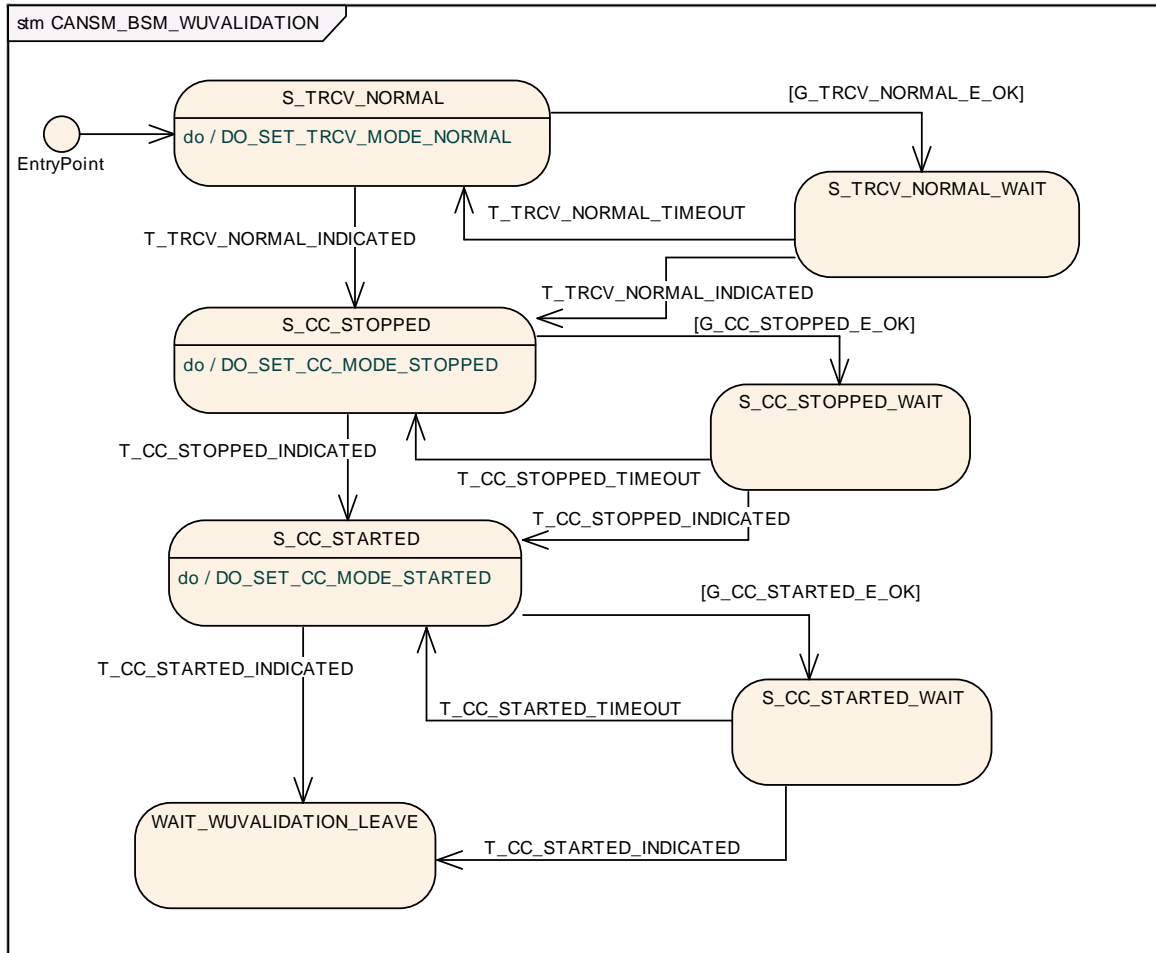 stm CANSM_BSM_WUVALIDATION
EntryPoint
S_TRCV_NORMAL
do / DO_SET_TRCV_MODE_NORMAL
[G_TRCV_NORMAL_E_OK]
S_TRCV_NORMAL_WAIT
T_TRCV_NORMAL_TIMEOUT
T_TRCV_NORMAL_INDICATED
T_TRCV_NORMAL_INDICATED
S_CC_STOPPED
do / DO_SET_CC_MODE_STOPPED
[G_CC_STOPPED_E_OK]
S_CC_STOPPED_WAIT
T_CC_STOPPED_INDICATED
T_CC_STOPPED_TIMEOUT
T_CC_STOPPED_INDICATED
S_CC_STARTED
do / DO_SET_CC_MODE_STARTED
[G_CC_STARTED_E_OK]
S_CC_STARTED_WAIT
T_CC_STARTED_INDICATED
T_CC_STARTED_TIMEOUT
WAIT_WUVALIDATION_LEAVE
T_CC_STARTED_INDICATED